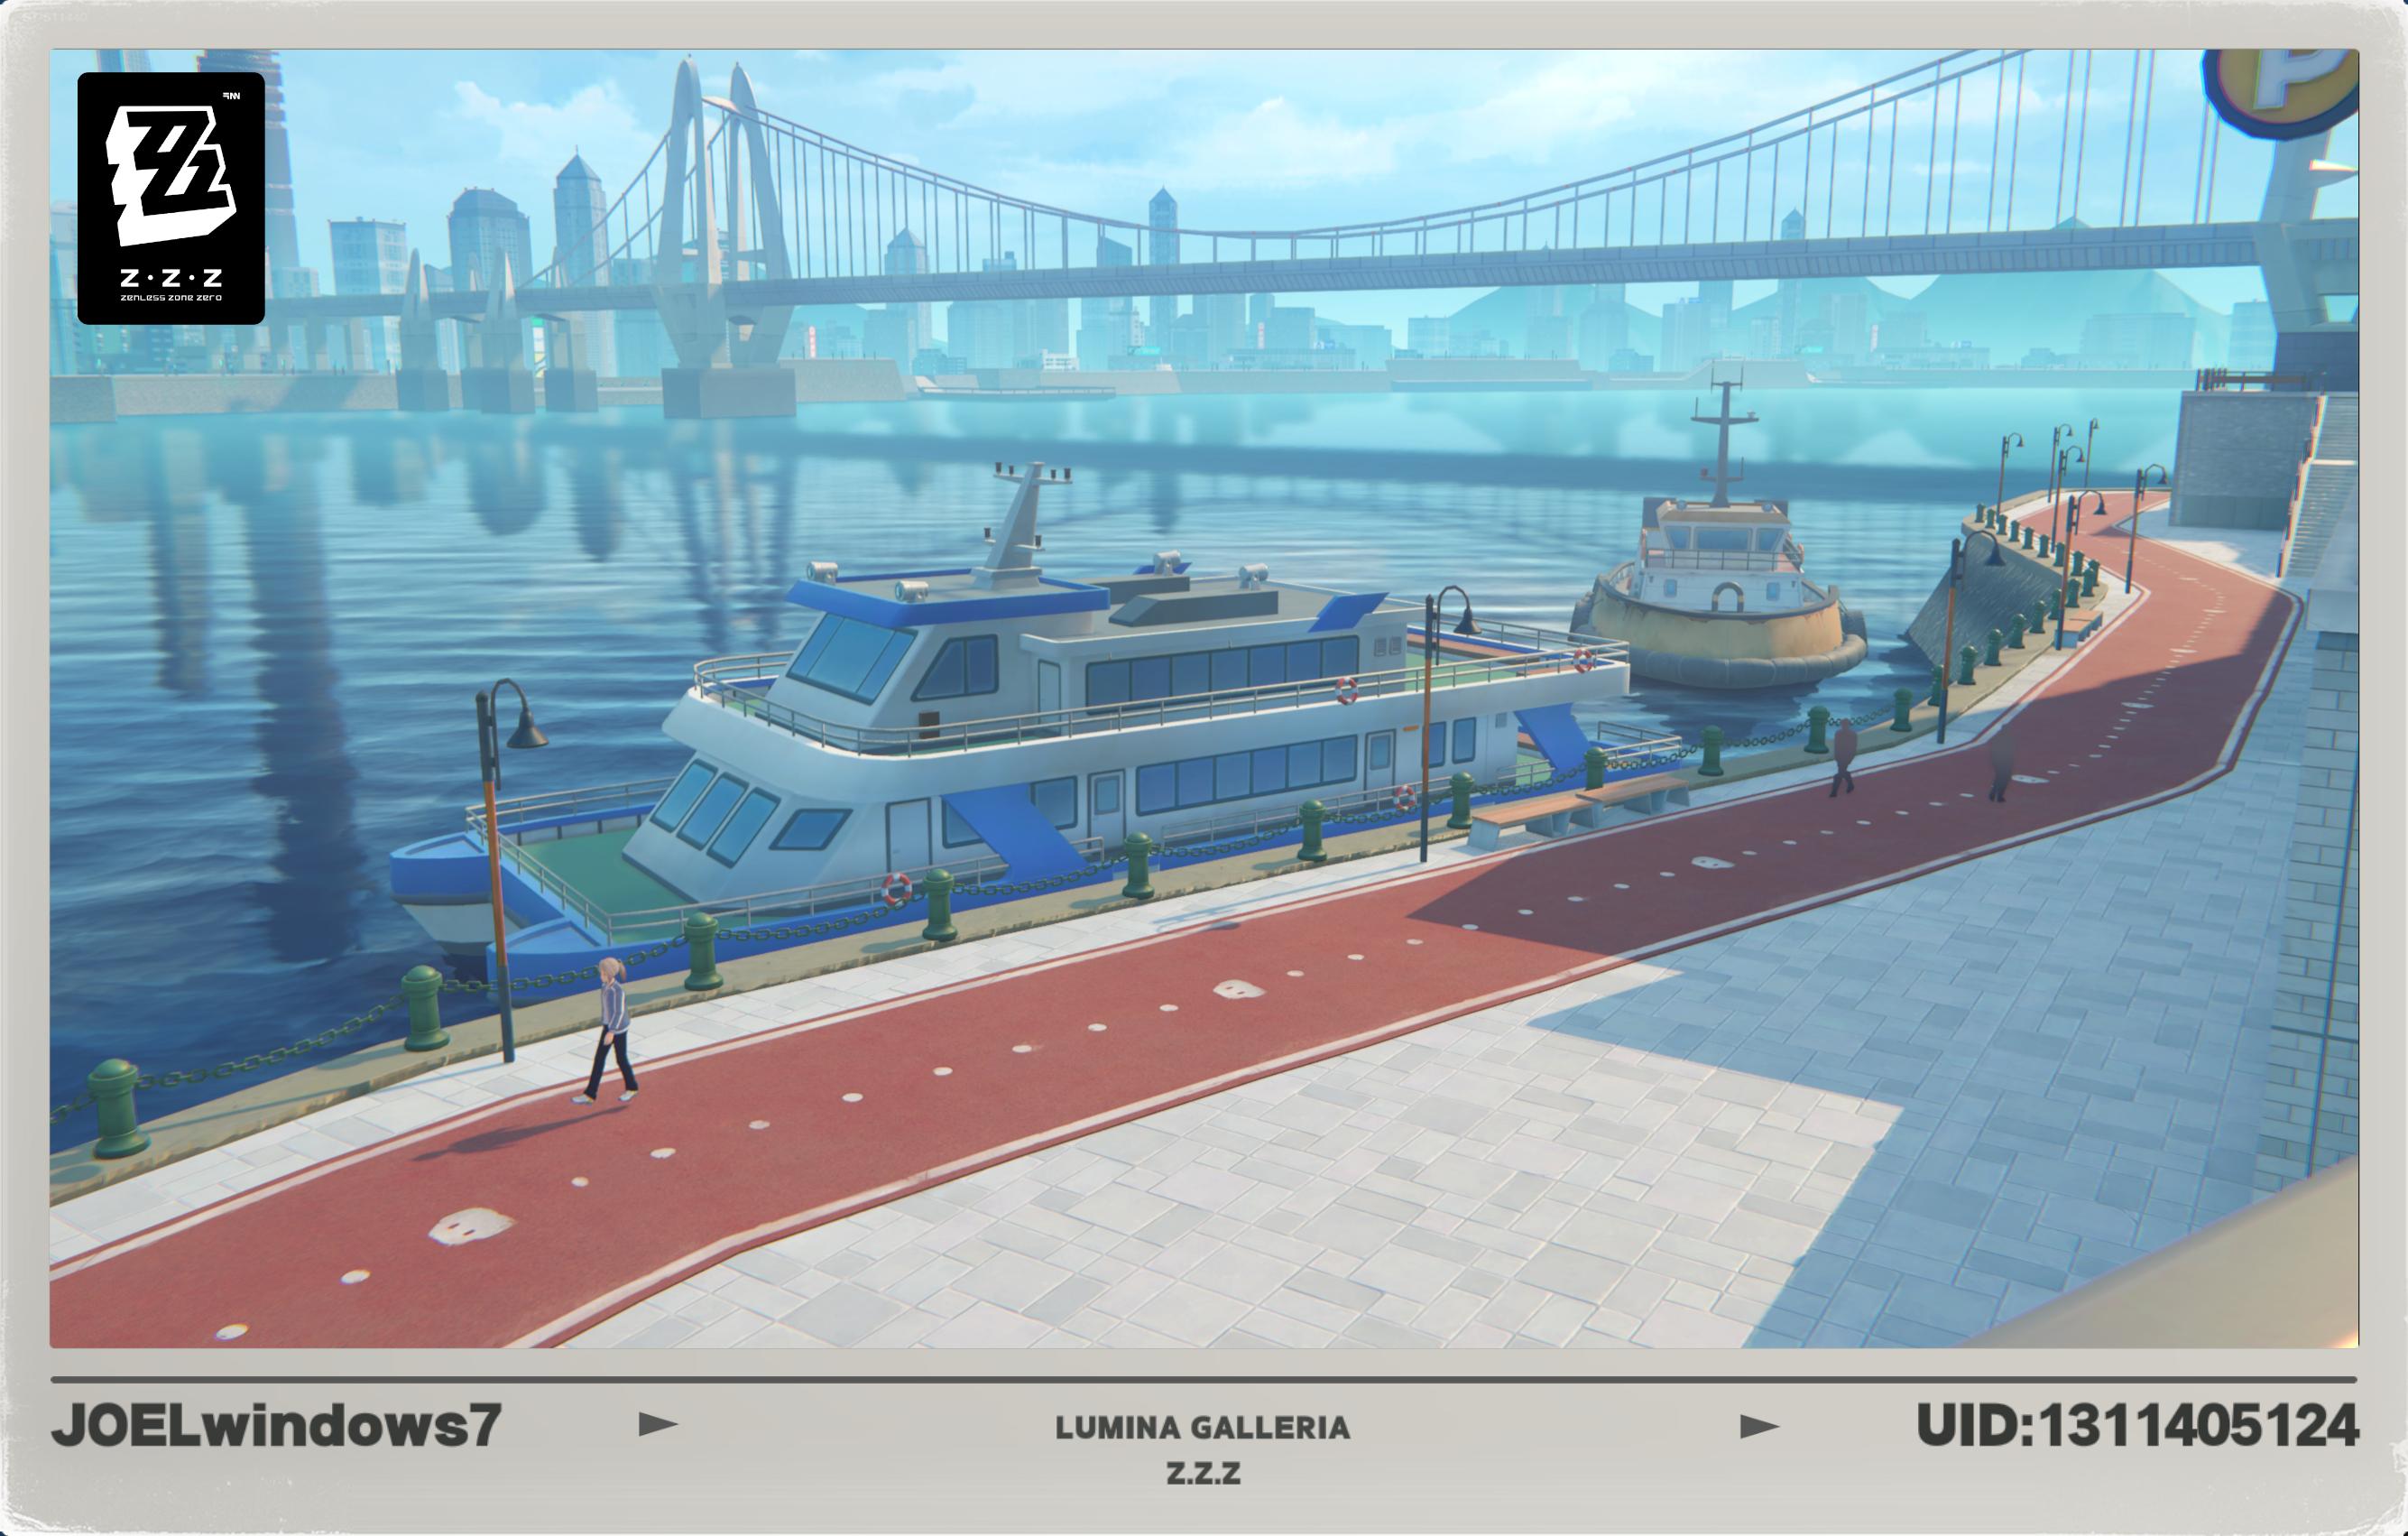 Z·Z·Z
ZENLESS ZONE ZERO
P
JOELwindows7
LUMINA GALLERIA
Z.Z.Z
UID:1311405124